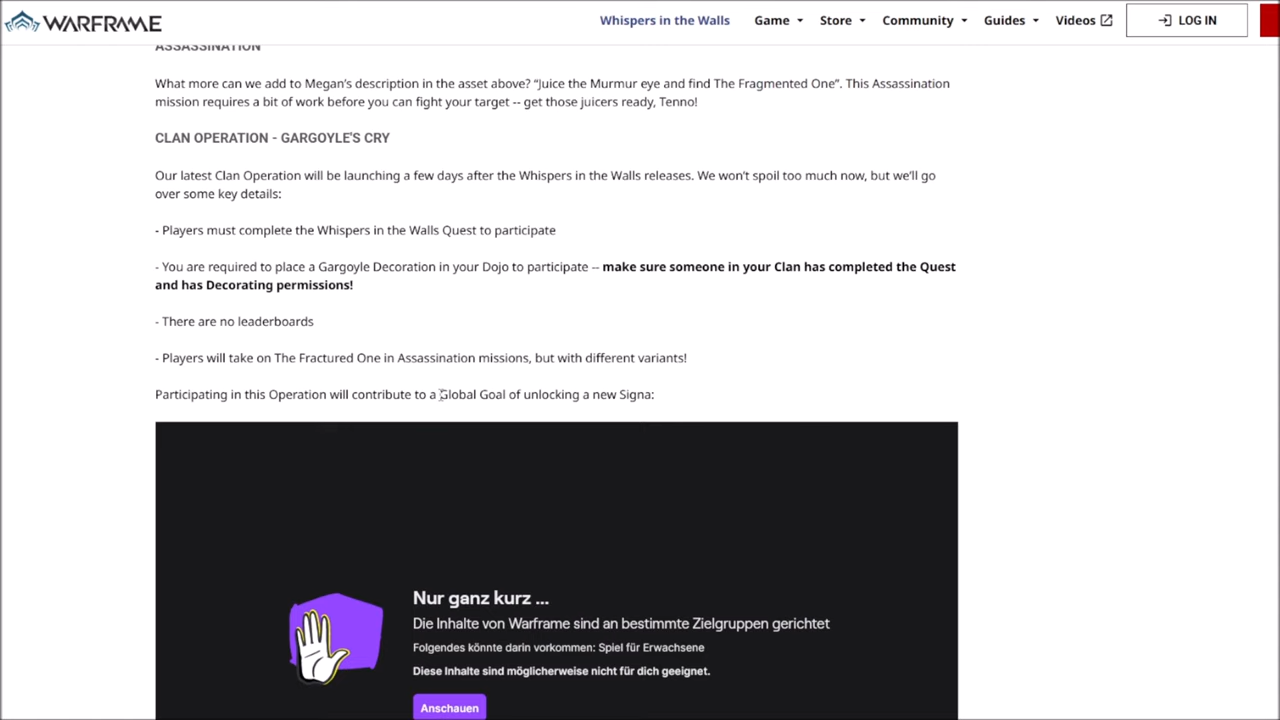 WARFRAME
Whispers in the Walls Game Store Community Guides Videos LOG IN
ASSASSINATION
What more can we add to Megan’s description in the asset above? “Juice the Murmur eye and find The Fragmented One”. This Assassination
mission requires a bit of work before you can fight your target -- get those juicers ready, Tenno!
CLAN OPERATION - GARGOYLE'S CRY
Our latest Clan Operation will be launching a few days after the Whispers in the Walls releases. We won’t spoil too much now, but we’ll go
over some key details:
- Players must complete the Whispers in the Walls Quest to participate
- You are required to place a Gargoyle Decoration in your Dojo to participate -- make sure someone in your Clan has completed the Quest
and has Decorating permissions!
- There are no leaderboards
- Players will take on The Fractured One in Assassination missions, but with different variants!
Participating in this Operation will contribute to a Global Goal of unlocking a new Signa:
Nur ganz kurz ...
Die Inhalte von Warframe sind an bestimmte Zielgruppen gerichtet
Folgendes könnte darin vorkommen: Spiel für Erwachsene
Diese Inhalte sind möglicherweise nicht für dich geeignet.
Anschauen